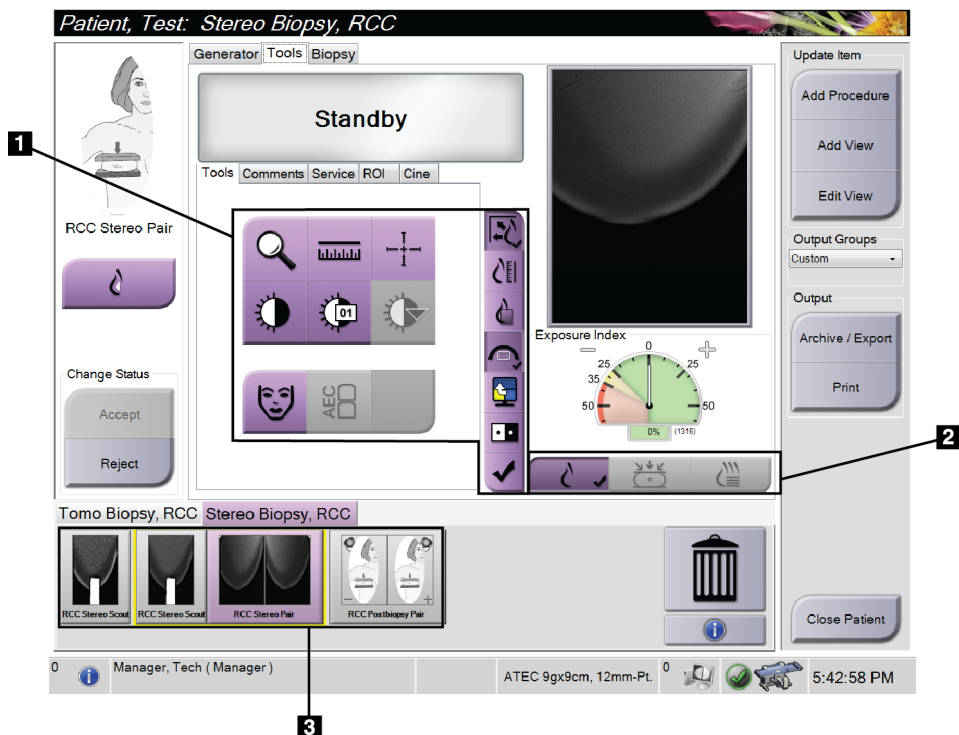 Patient, Test: Stereo Biopsy, RCC
Generator Tools Biopsy
Standby
Tools Comments Service ROI Cine
1
RCC Stereo Pair
01
AEC
Change Status
Accept
Reject
Exposure Index
0
25 25
35
50 50
0% (1316)
2
Update Item
Add Procedure
Add View
Edit View
Output Groups
Custom
Output
Archive / Export
Print
Tomo Biopsy, RCC Stereo Biopsy, RCC
RCC Stereo Scout RCC Stereo Scout RCC Stereo Pair RCC Postbiopsy Pair
Close Patient
0 Manager, Tech ( Manager ) ATEC 9gx9cm, 12mm-Pt. 0 5:42:58 PM
3